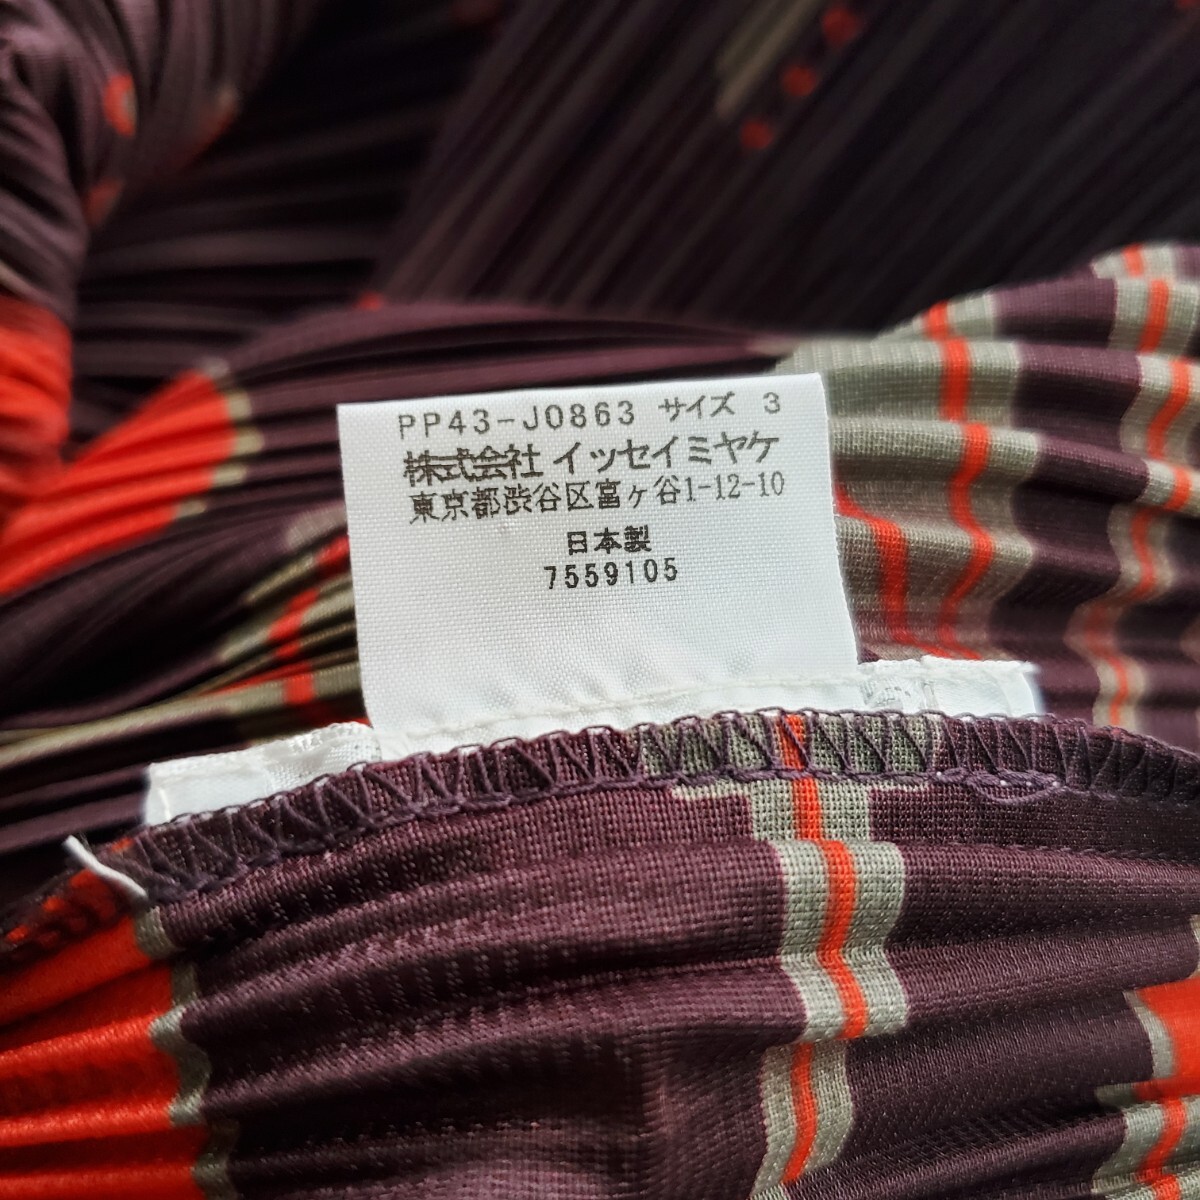 PP43-J0863 サイズ 3
株式会社 イッセイミヤケ
東京都渋谷区富ヶ谷1-12-10
日本製
7559105